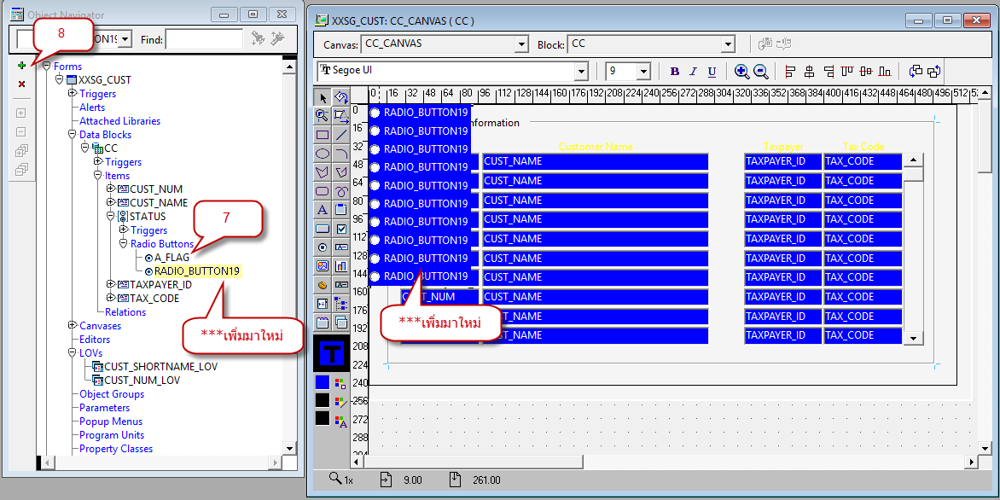 Object Navigator
8
ON19
Find:
Forms
XXSG_CUST
Triggers
Alerts
Attached Libraries
Data Blocks
CC
Triggers
Items
CUST_NUM
CUST_NAME
STATUS
7
Triggers
Radio Buttons
A_FLAG
RADIO_BUTTON19
TAXPAYER_ID
TAX_CODE
Relations
***เพิ่มมาใหม่
Canvases
Editors
LOVs
CUST_SHORTNAME_LOV
CUST_NUM_LOV
Object Groups
Parameters
Popup Menus
Program Units
Property Classes
XXSG_CUST: CC_CANVAS ( CC )
Canvas: CC_CANVAS Block: CC
Segoe UI 9 B I U
0 16 32 48 64 80 96 112 128 144 160 176 192 208 224 240 256 272 288 304 320 336 352 368 384 400 416 432 448 464 480 496 512
0
16
32
48
64
80
96
112
128
144
160
176
192
208
224
240
256
272
288
RADIO_BUTTON19 nformation
RADIO_BUTTON19
RADIO_BUTTON19 Customer Name Taxpayer Tax Code
RADIO_BUTTON19 CUST_NAME TAXPAYER_ID TAX_CODE
RADIO_BUTTON19 CUST_NAME TAXPAYER_ID TAX_CODE
RADIO_BUTTON19 CUST_NAME TAXPAYER_ID TAX_CODE
RADIO_BUTTON19 CUST_NAME TAXPAYER_ID TAX_CODE
RADIO_BUTTON19 CUST_NAME TAXPAYER_ID TAX_CODE
RADIO_BUTTON19 CUST_NAME TAXPAYER_ID TAX_CODE
RADIO_BUTTON19 CUST_NAME TAXPAYER_ID TAX_CODE
CUST_NUM CUST_NAME TAXPAYER_ID TAX_CODE
CUST_NAME TAXPAYER_ID TAX_CODE
***เพิ่มมาใหม่
CUST_NAME TAXPAYER_ID TAX_CODE
T
1x 9.00 261.00